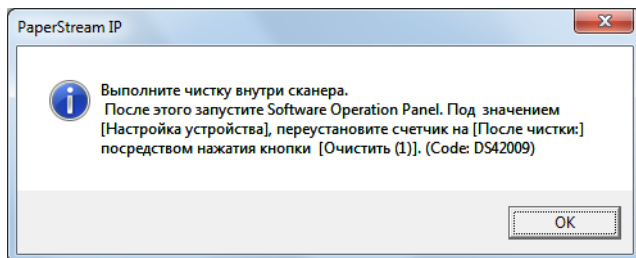 PaperStream IP
Выполните чистку внутри сканера.
После этого запустите Software Operation Panel. Под значением
[Настройка устройства], переустановите счетчик на [После чистки:]
посредством нажатия кнопки [Очистить (1)]. (Code: DS42009)
OK